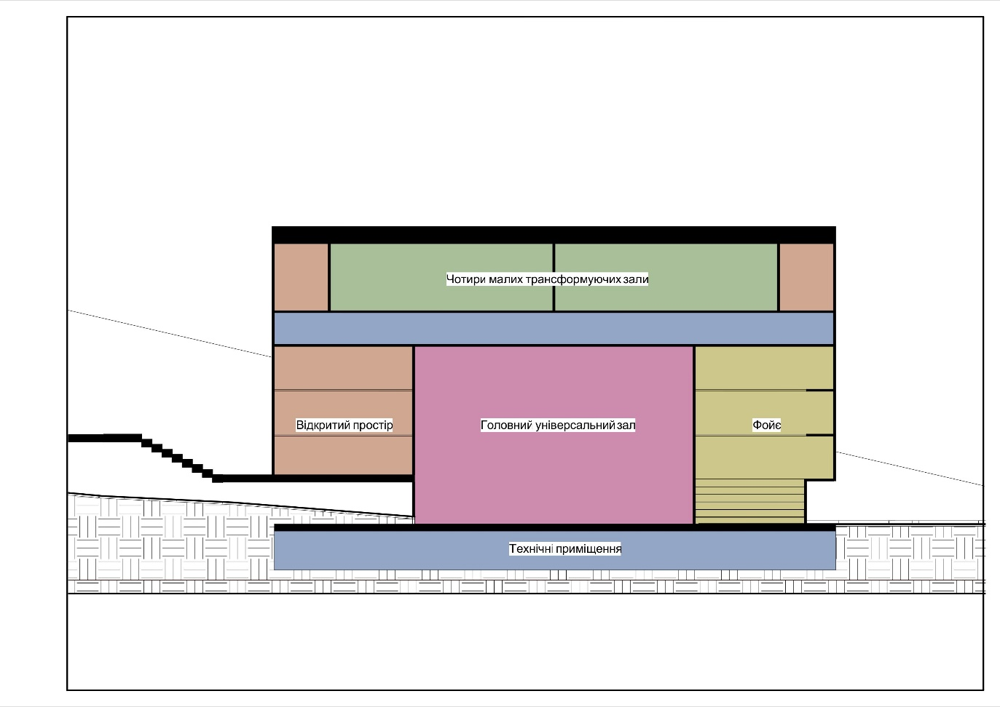 Чотири малих трансформуючих зали
Відкритий простір
Головний універсальний зал
Фойє
Технічні приміщення